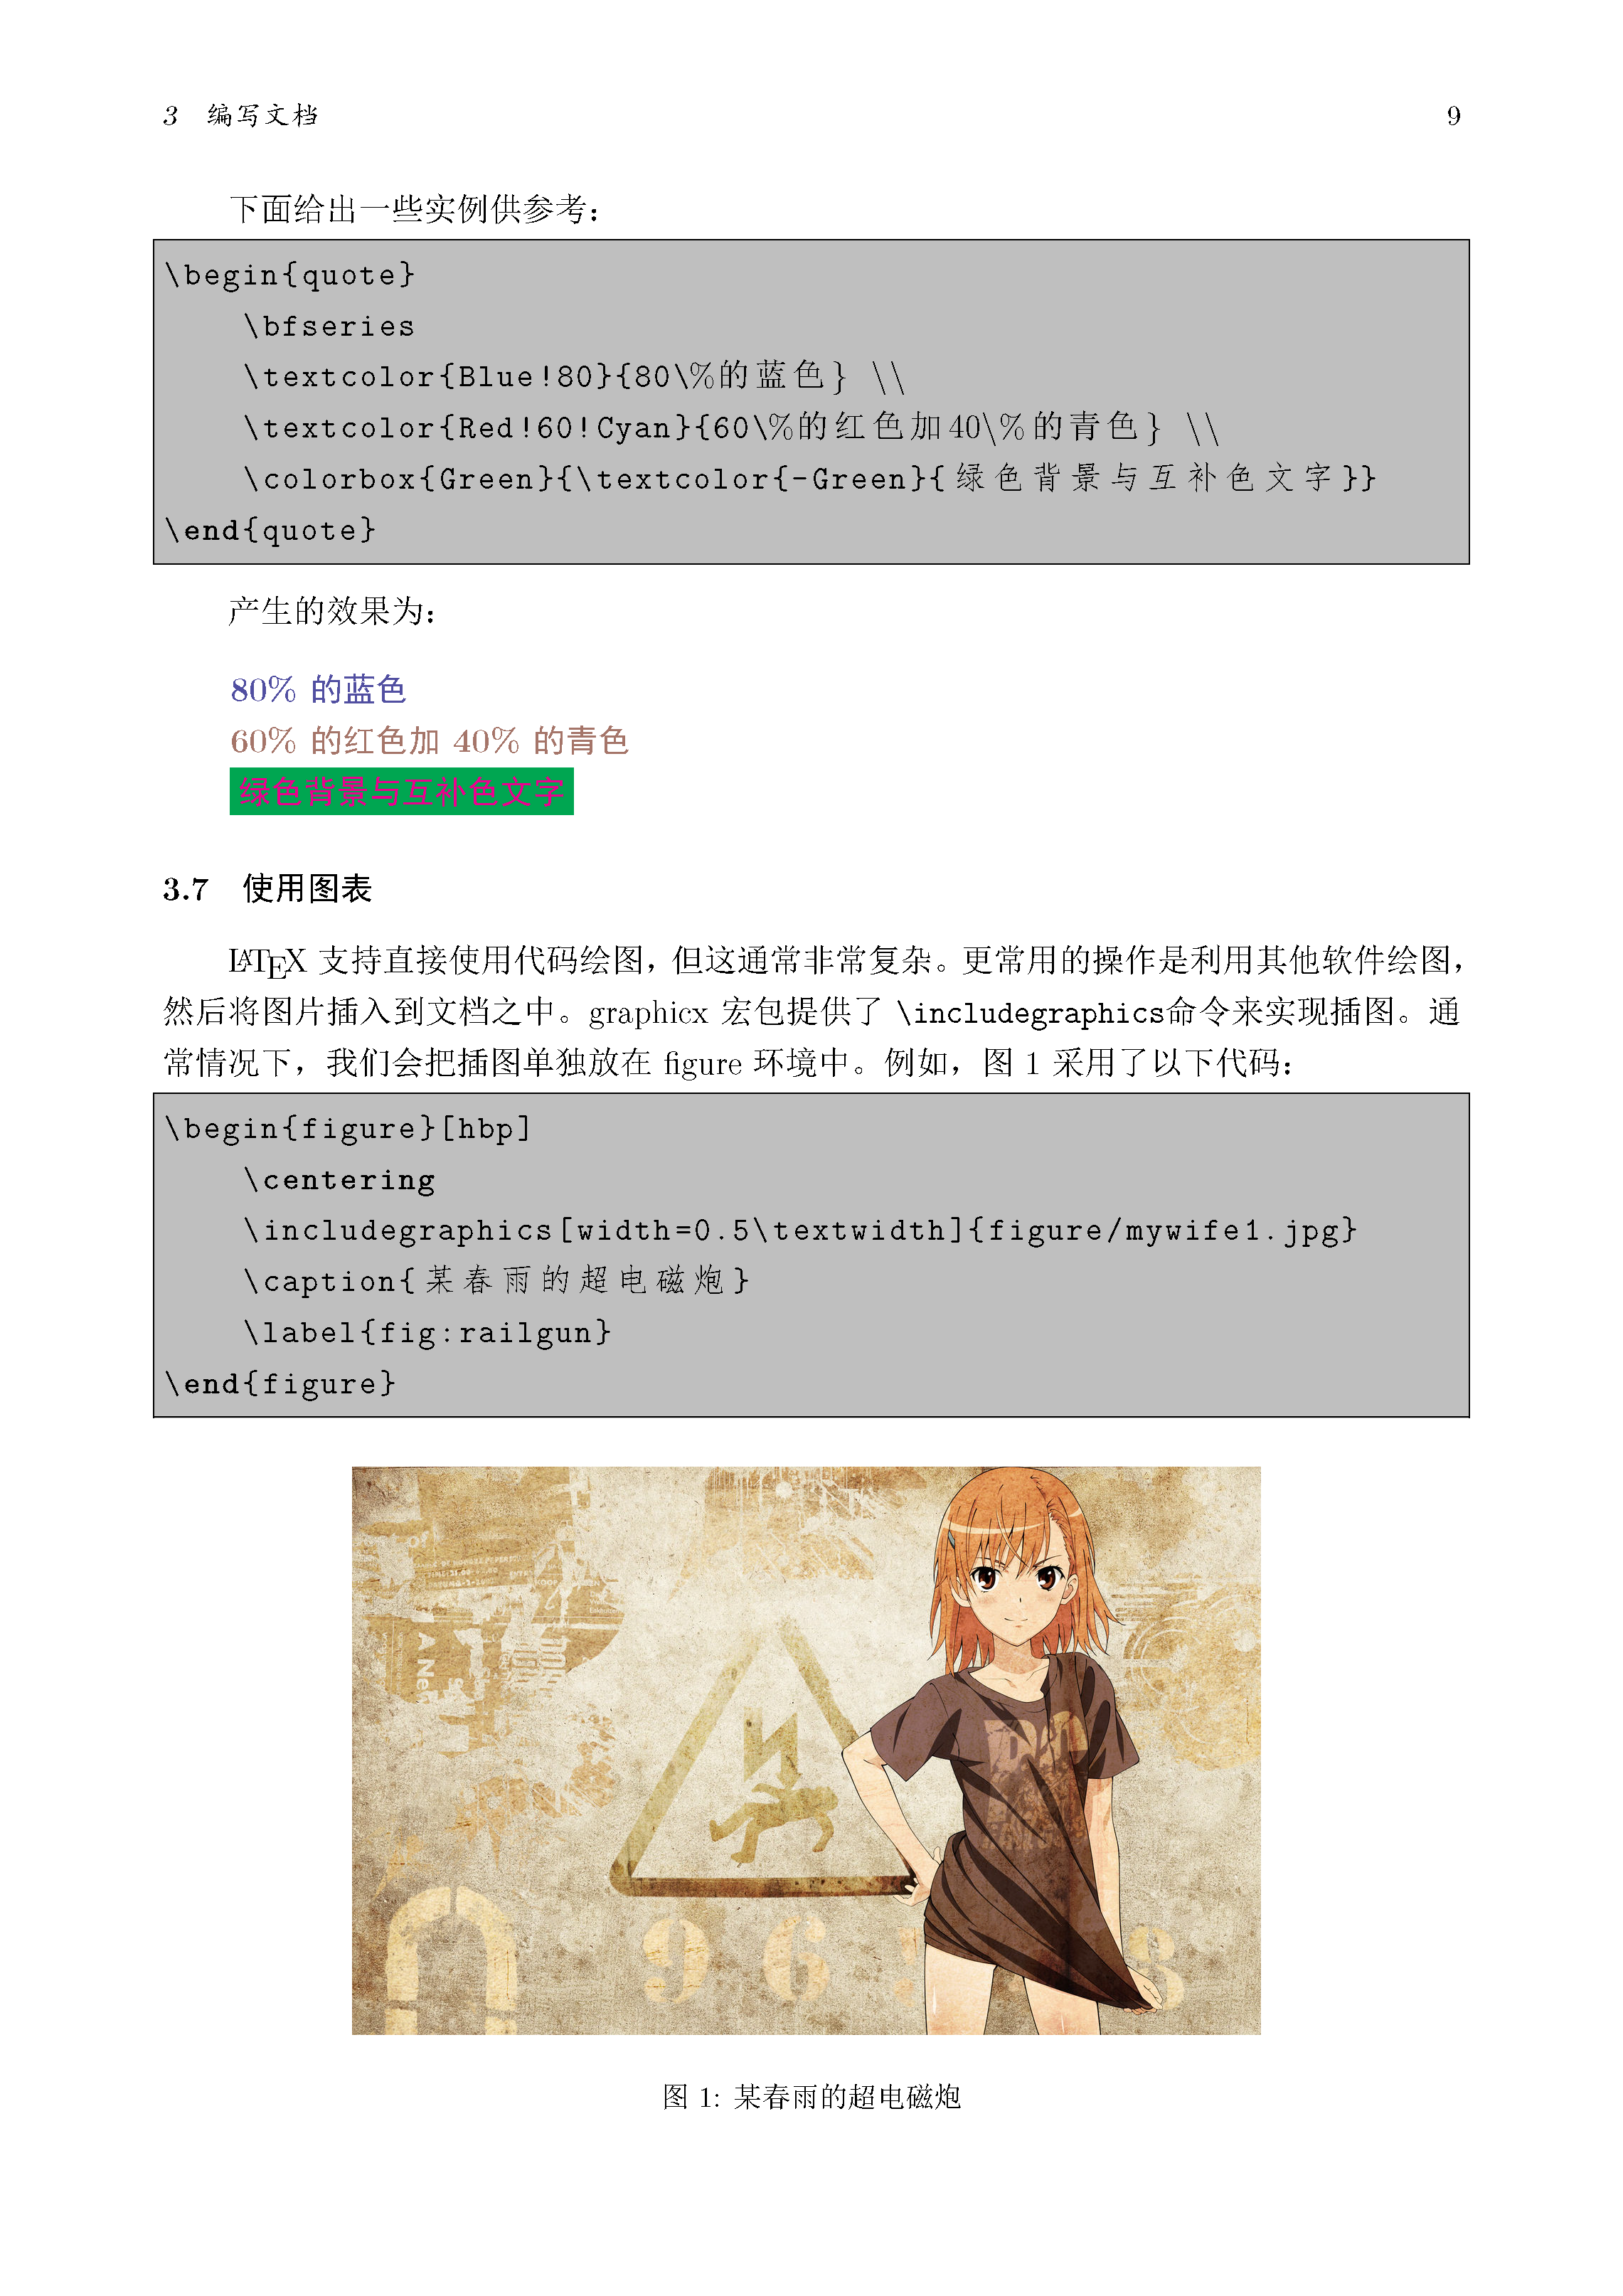 3 编写文档 9
下面给出一些实例供参考：
\begin{quote}
\bfseries
\textcolor{Blue!80}{80\%的蓝色} \\
\textcolor{Red!60!Cyan}{60\%的红色加40\%的青色} \\
\colorbox{Green}{\textcolor{-Green}{绿色背景与互补色文字}}
\end{quote}
产生的效果为：
80% 的蓝色
60% 的红色加 40% 的青色
绿色背景与互补色文字
3.7 使用图表
LATEX 支持直接使用代码绘图，但这通常非常复杂。更常用的操作是利用其他软件绘图，
然后将图片插入到文档之中。graphicx 宏包提供了 \includegraphics命令来实现插图。通
常情况下，我们会把插图单独放在 figure 环境中。例如，图 1 采用了以下代码：
\begin{figure}[hbp]
\centering
\includegraphics[width=0.5\textwidth]{figure/mywife1.jpg}
\caption{某春雨的超电磁炮}
\label{fig:railgun}
\end{figure}
A Ne
96
3
图 1: 某春雨的超电磁炮